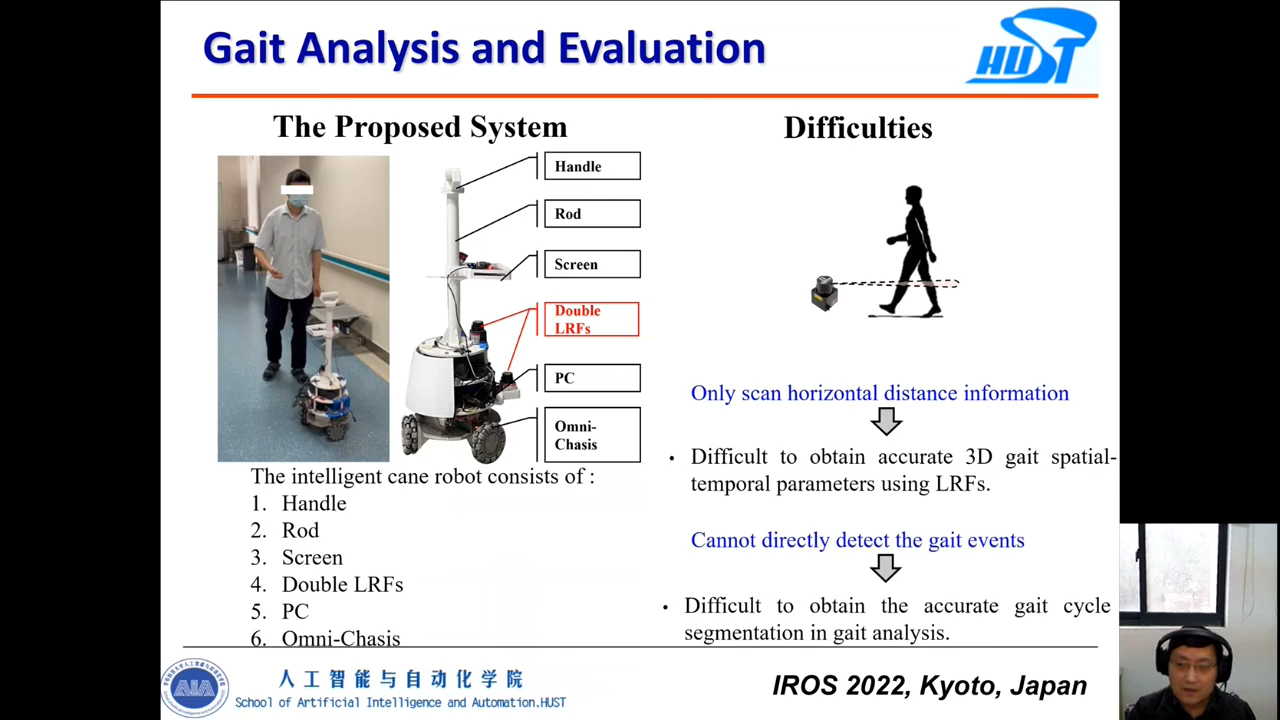 Gait Analysis and Evaluation
HUST
The Proposed System
Handle
Rod
Screen
Double
LRFs
PC
Omni-
Chasis
The intelligent cane robot consists of :
1. Handle
2. Rod
3. Screen
4. Double LRFs
5. PC
6. Omni-Chasis
Difficulties
Only scan horizontal distance information
• Difficult to obtain accurate 3D gait spatial-
temporal parameters using LRFs.
Cannot directly detect the gait events
• Difficult to obtain the accurate gait cycle
segmentation in gait analysis.
AIA
人工智能与自动化学院
School of Artificial Intelligence and Automation.HUST
IROS 2022, Kyoto, Japan